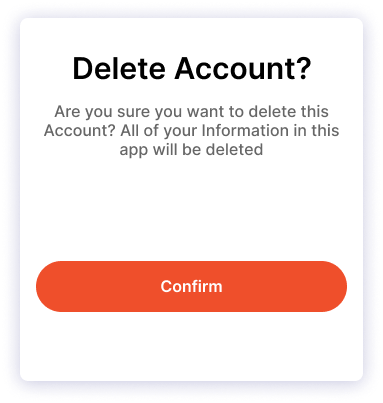 Delete Account?
Are you sure you want to delete this
Account? All of your Information in this
app will be deleted
Confirm